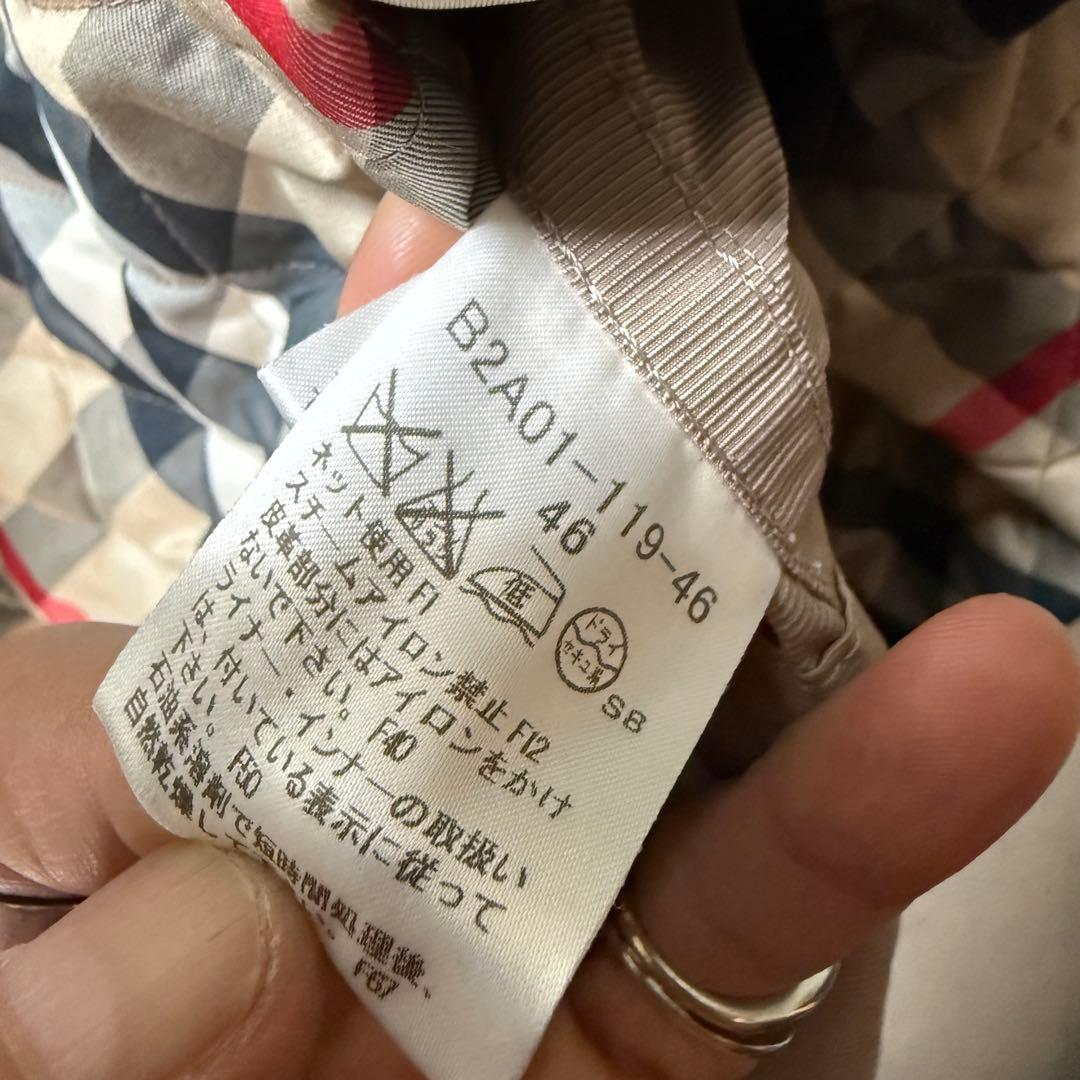 B2A01-119-46
46
低
ドライ
セキユ系
SB
ネット使用 F1
スチームアイロン禁止 F12
皮革部分にはアイロンをかけ
ないで下さい。 F40
ライナー・インナーの取扱い
は、付いている表示に従って
下さい。 F50
石油系溶剤で短時間処理後、
自然乾燥して
F67